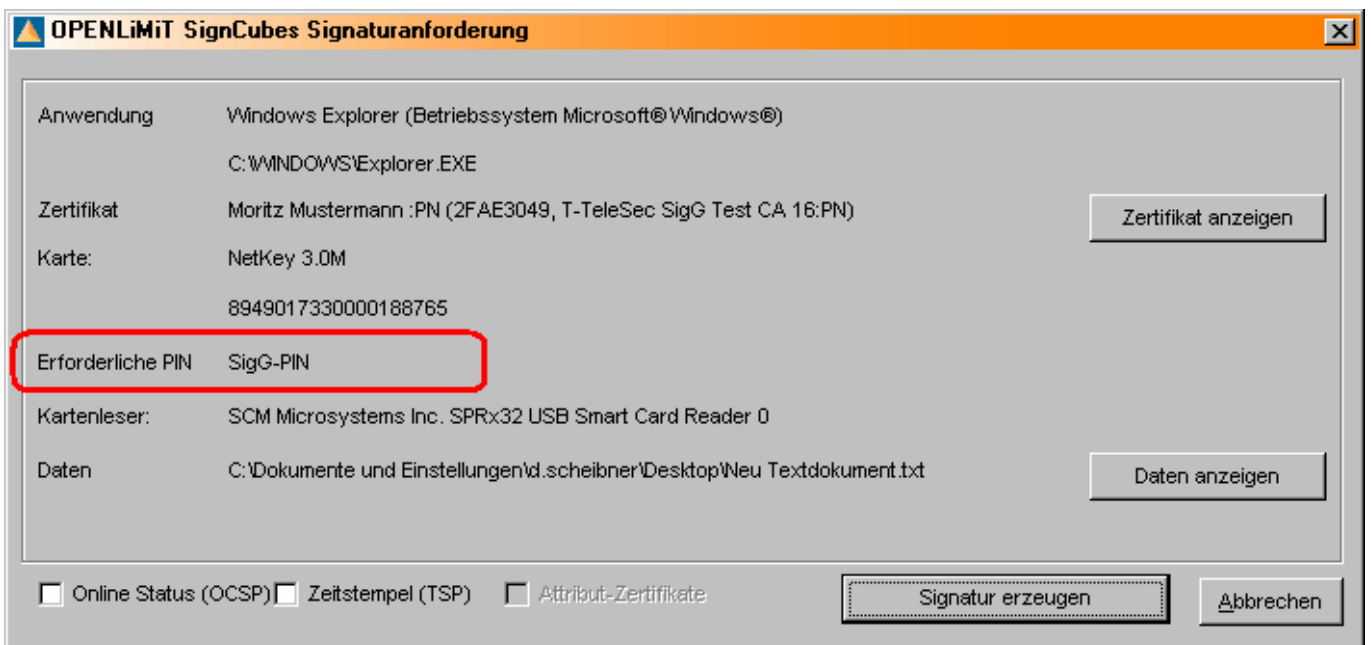 OPENLiMiT SignCubes Signaturanforderung
Anwendung Windows Explorer (Betriebssystem Microsoft® Windows®)
C:\WINDOWS\Explorer.EXE
Zertifikat Moritz Mustermann :PN (2FAE3049, T-TeleSec SigG Test CA 16:PN)
Zertifikat anzeigen
Karte: NetKey 3.0M
8949017330000188765
Erforderliche PIN SigG-PIN
Kartenleser: SCM Microsystems Inc. SPRx32 USB Smart Card Reader 0
Daten C:\Dokumente und Einstellungen\d.scheibner\Desktop\Neu Textdokument.txt
Daten anzeigen
Online Status (OCSP) Zeitstempel (TSP) Attribut-Zertifikate Signatur erzeugen Abbrechen